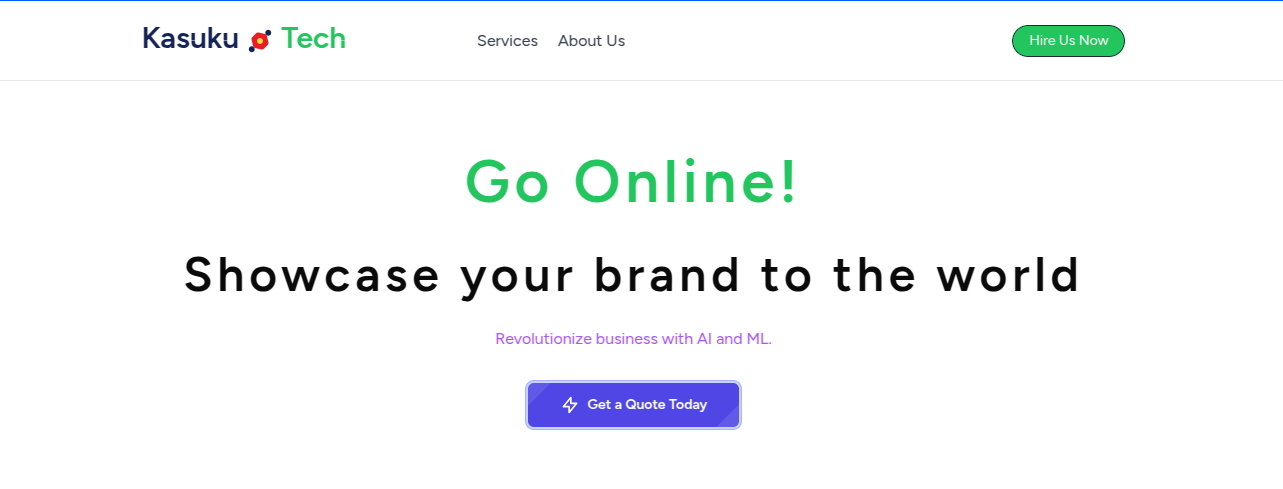 Kasuku Tech
Services
About Us
Hire Us Now
Go Online!
Showcase your brand to the world
Revolutionize business with AI and ML.
Get a Quote Today